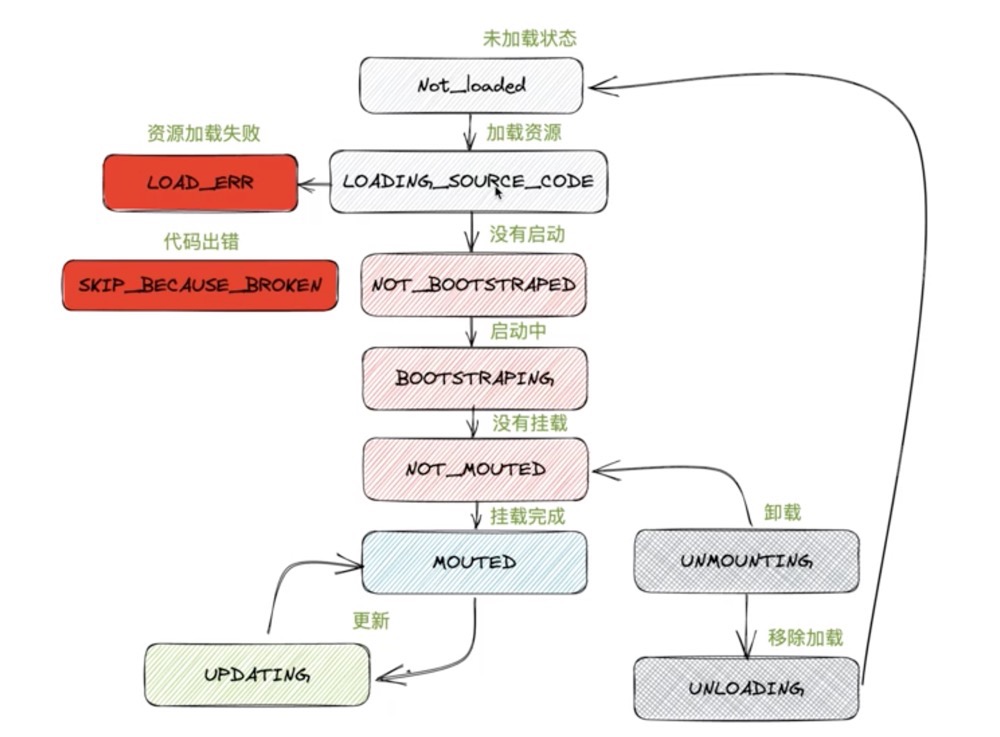 未加载状态
Not_loaded
加载资源
资源加载失败
LOAD_ERR
LOADING_SOURCE_CODE
没有启动
代码出错
SKIP_BECAUSE_BROKEN
NOT_BOOTSTRAPED
启动中
BOOTSTRAPING
没有挂载
NOT_MOUTED
挂载完成
MOUTED
卸载
UNMOUNTING
更新
UPDATING
移除加载
UNLOADING